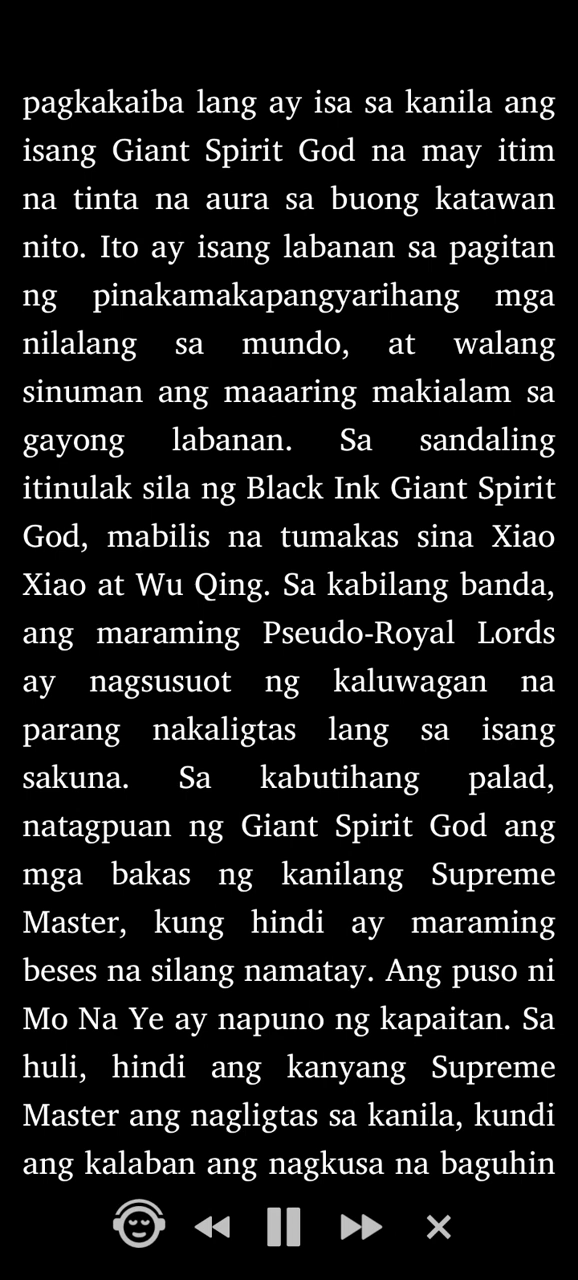 pagkakaiba lang ay isa sa kanila ang
isang Giant Spirit God na may itim
na tinta na aura sa buong katawan
nito. Ito ay isang labanan sa pagitan
ng pinakamakapangyarihang mga
nilalang sa mundo, at walang
sinuman ang maaaring makialam sa
gayong labanan. Sa sandaling
itinulak sila ng Black Ink Giant Spirit
God, mabilis na tumakas sina Xiao
Xiao at Wu Qing. Sa kabilang banda,
ang maraming Pseudo-Royal Lords
ay nagsusuot ng kaluwagan na
parang nakaligtas lang sa isang
sakuna. Sa kabutihang palad,
natagpuan ng Giant Spirit God ang
mga bakas ng kanilang Supreme
Master, kung hindi ay maraming
beses na silang namatay. Ang puso ni
Mo Na Ye ay napuno ng kapaitan. Sa
huli, hindi ang kanyang Supreme
Master ang nagligtas sa kanila, kundi
ang kalaban ang nagkusa na baguhin